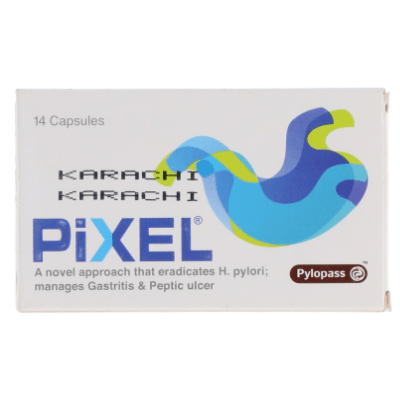 14 Capsules
KARACHI
KARACHI
PiXEL®
A novel approach that eradicates H. pylori;
manages Gastritis & Peptic ulcer
Pylopass™